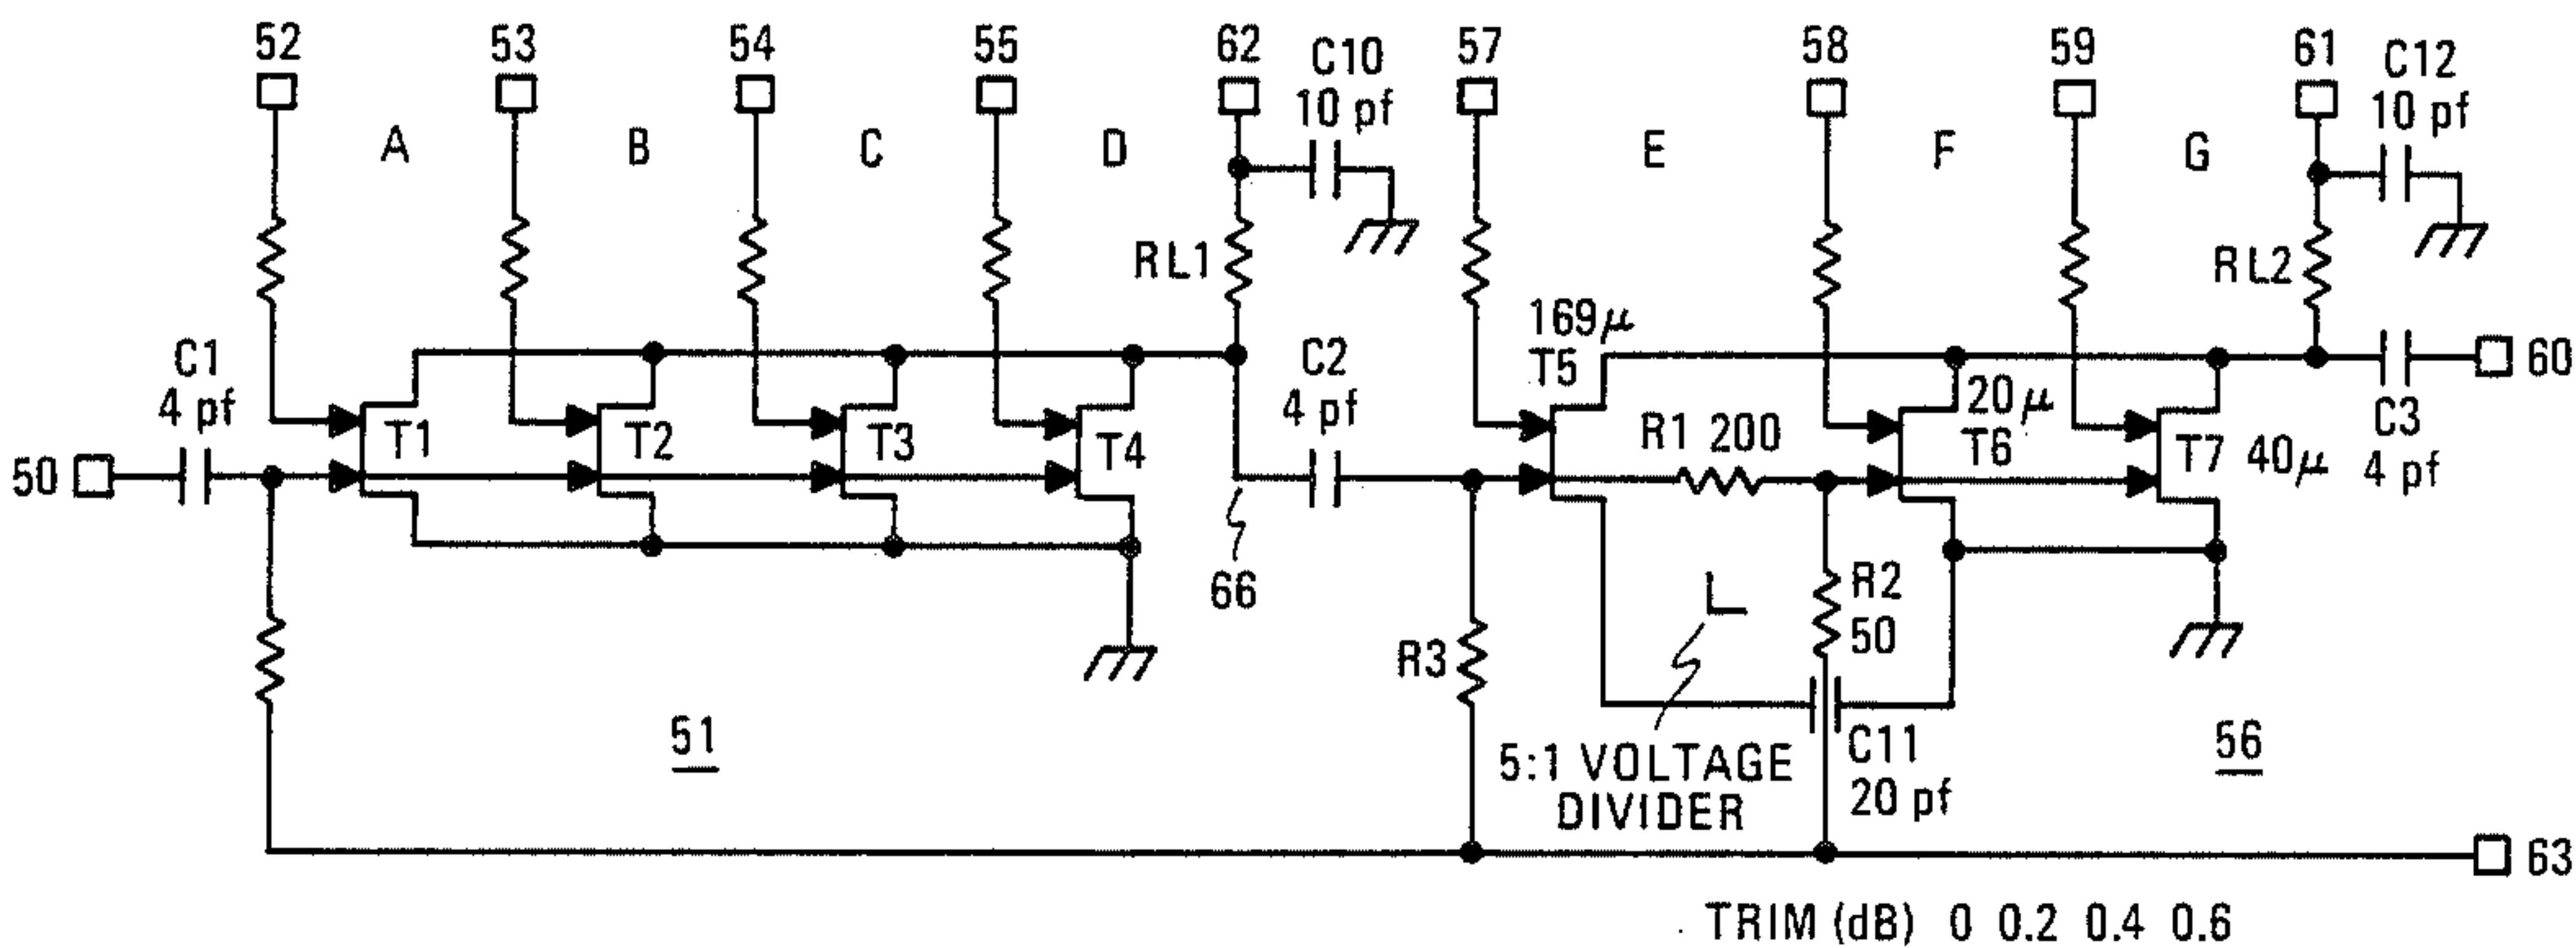 52 53 54 55 62 57 58 59 61
C10
10 pf
C12
10 pf
A B C D E F G
RL1
RL2
169μ
T5
C1
4 pf
C2
4 pf
20μ
T6
60
T1 T2 T3 T4
R1 200
T7 40μ
C3
4 pf
50
66
L
R2
50
R3
51
5:1 VOLTAGE
DIVIDER
C11
20 pf
56
63
TRIM (dB) 0 0.2 0.4 0.6